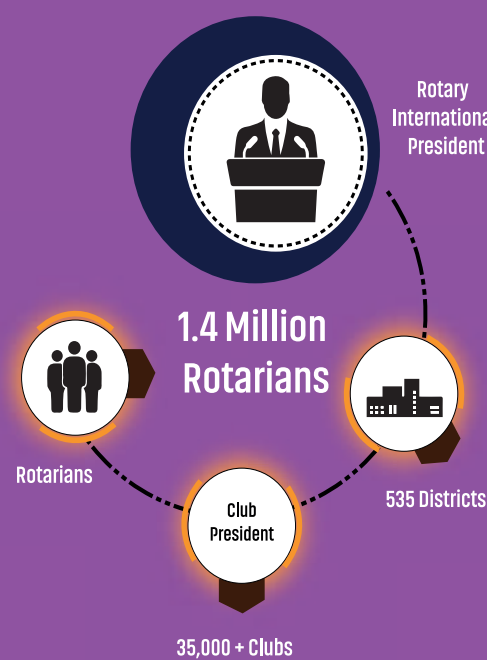 Rotary
Internationa
President
1.4 Million
Rotarians
Rotarians
535 Districts
Club
President
35,000 + Clubs